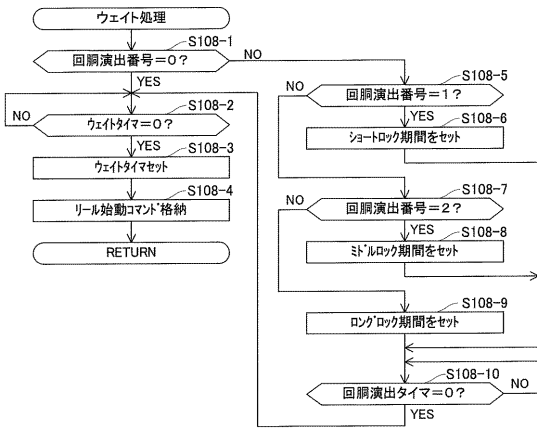 ウェイト処理
S108-1
回胴演出番号=0?
NO
YES
S108-2
NO
ウェイトタイマ=0?
YES
S108-3
ウェイトタイマセット
S108-4
リール始動コマンド格納
RETURN
S108-5
NO
回胴演出番号=1?
YES
S108-6
ショートロック期間をセット
S108-7
NO
回胴演出番号=2?
YES
S108-8
ミドルロック期間をセット
S108-9
ロングロック期間をセット
S108-10
回胴演出タイマ=0?
NO
YES